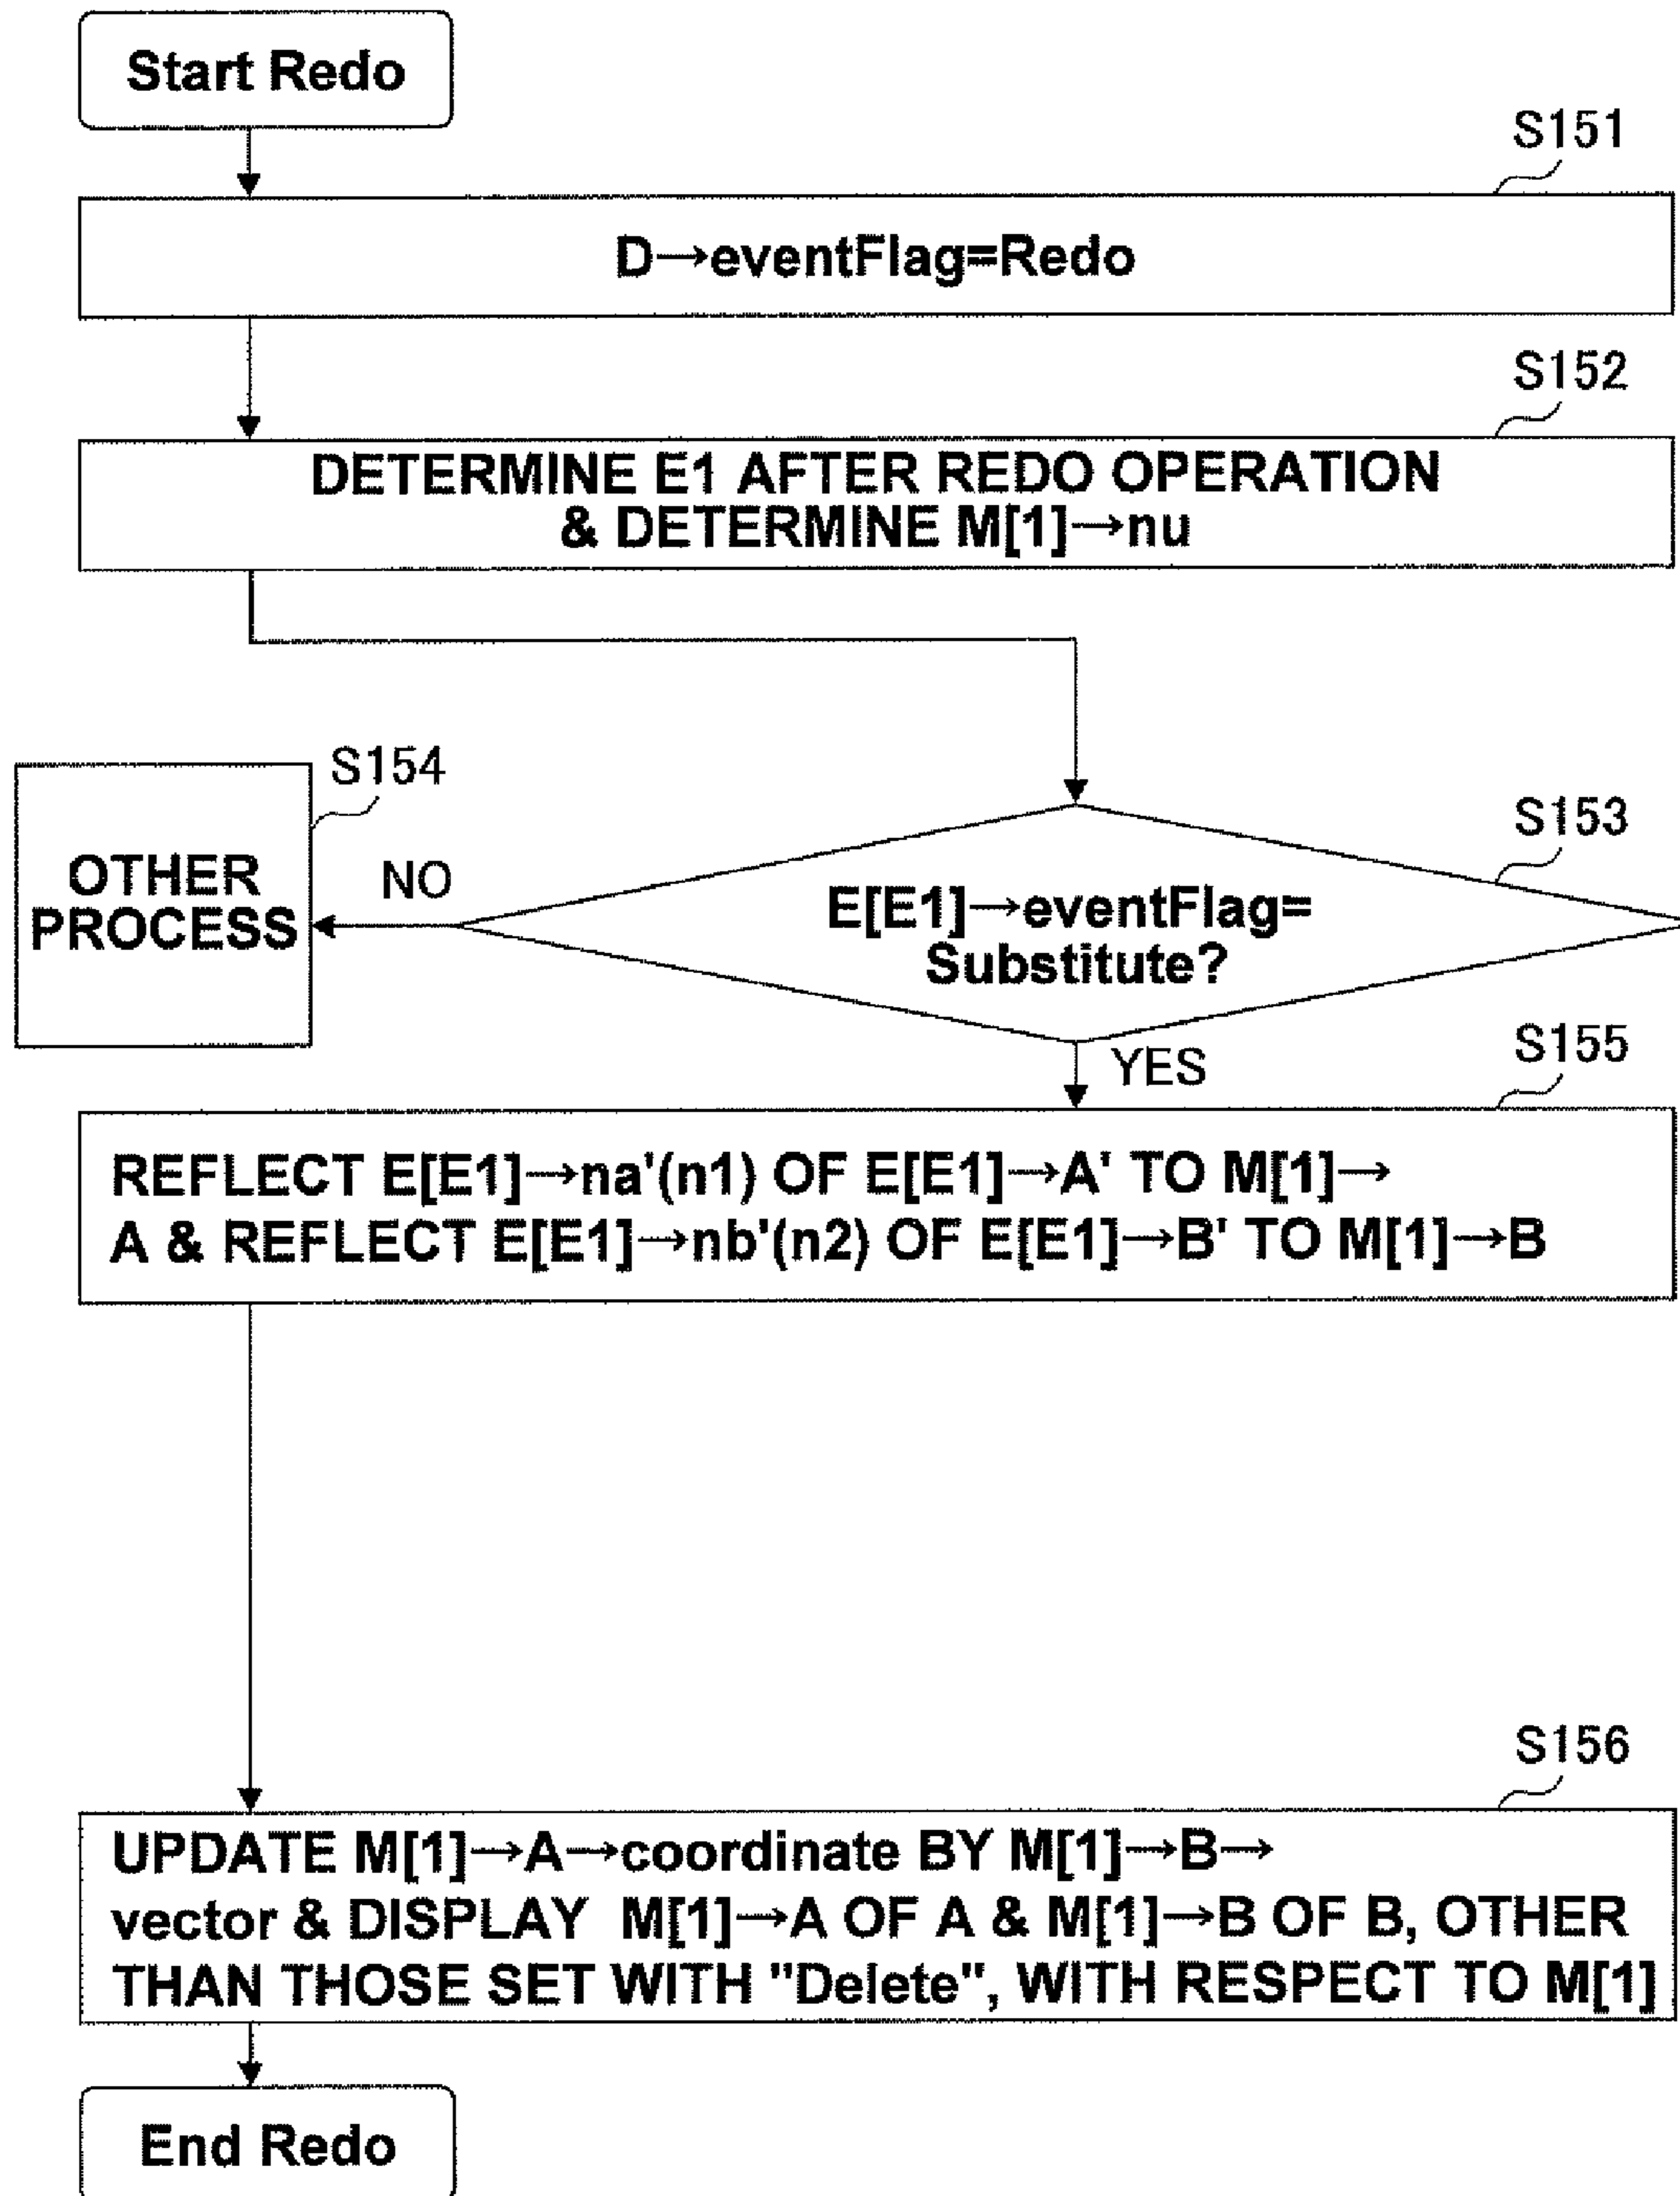 Start Redo
S151
D→eventFlag=Redo
S152
DETERMINE E1 AFTER REDO OPERATION
& DETERMINE M[1]→nu
S154
OTHER
PROCESS
NO
S153
E[E1]→eventFlag=
Substitute?
YES
S155
REFLECT E[E1]→na'(n1) OF E[E1]→A' TO M[1]→
A & REFLECT E[E1]→nb'(n2) OF E[E1]→B' TO M[1]→B
S156
UPDATE M[1]→A→coordinate BY M[1]→B→
vector & DISPLAY M[1]→A OF A & M[1]→B OF B, OTHER
THAN THOSE SET WITH "Delete", WITH RESPECT TO M[1]
End Redo